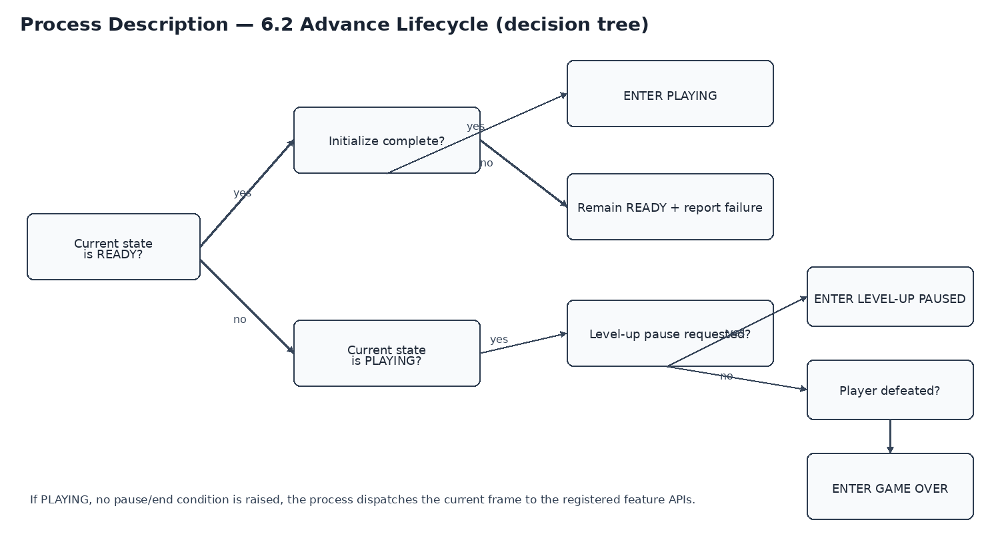 Process Description — 6.2 Advance Lifecycle (decision tree)
ENTER PLAYING
yes
Initialize complete?
no
yes
Remain READY + report failure
Current state
is READY?
no
ENTER LEVEL-UP PAUSED
Level-up pause requested?
yes
yes
Current state
is PLAYING?
no
Player defeated?
ENTER GAME OVER
If PLAYING, no pause/end condition is raised, the process dispatches the current frame to the registered feature APIs.